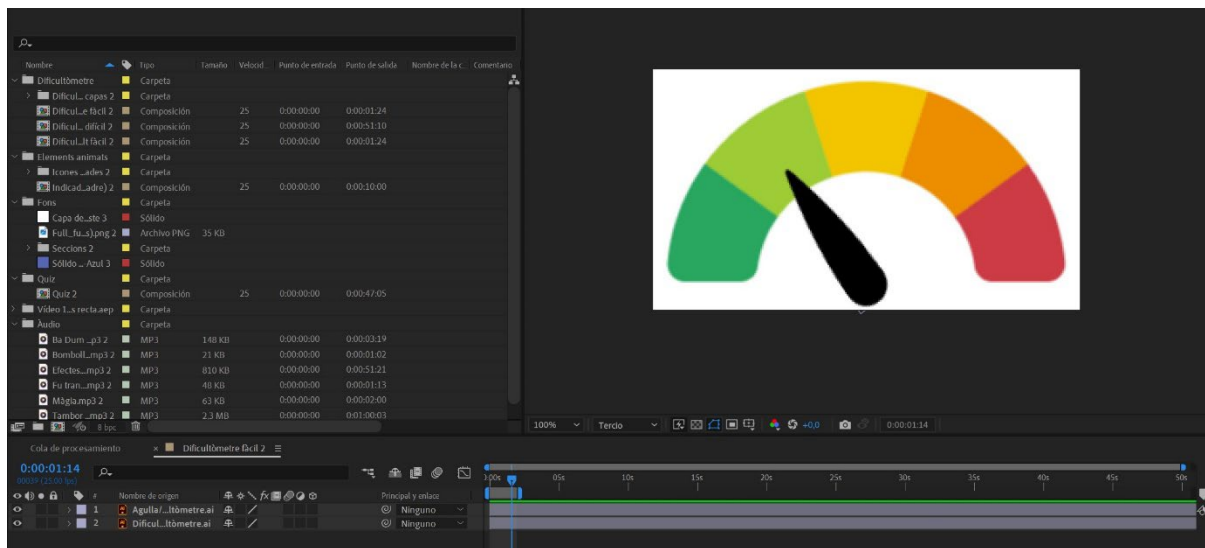 Nombre Tipo Tamaño Velocid... Punto de entrada Punto de salida Nombre de la c... Comentario
Dificultòmetre Carpeta
Dificul... capas 2 Carpeta
Dificul...e fàcil 2 Composición 25 0:00:00:00 0:00:01:24
Dificul... difícil 2 Composición 25 0:00:00:00 0:00:51:10
Dificul...lt fàcil 2 Composición 25 0:00:00:00 0:00:01:24
Elements animats Carpeta
Icones ...ades 2 Carpeta
Indicad...adre) 2 Composición 25 0:00:00:00 0:00:10:00
Fons Carpeta
Capa de...ste 3 Sólido
Full_fu...s).png 2 Archivo PNG 35 KB
Seccions 2 Carpeta
Sólido ... Azul 3 Sólido
Quiz Carpeta
Quiz 2 Composición 25 0:00:00:00 0:00:47:05
Vídeo 1...s recta.aep Carpeta
Àudio Carpeta
Ba Dum ...p3 2 MP3 148 KB 0:00:00:00 0:00:03:19
Bomboll...mp3 2 MP3 21 KB 0:00:00:00 0:00:01:02
Efectes...mp3 2 MP3 810 KB 0:00:00:00 0:00:51:21
Fu tran...mp3 2 MP3 48 KB 0:00:00:00 0:00:01:13
Màgia.mp3 2 MP3 63 KB 0:00:00:00 0:00:02:00
Tambor ...mp3 2 MP3 2,3 MB 0:00:00:00 0:01:00:03
8 bpc
100% Tercio +0,0 0:00:01:14
Cola de procesamiento × Dificultòmetre fàcil 2
0:00:01:14
00039 (25.00 fps)
0:00s 05s 10s 15s 20s 25s 30s 35s 40s 45s 50s
# Nombre de origen fx Principal y enlace
1 Agulla/...ltòmetre.ai Ninguno
2 Dificul...ltòmetre.ai Ninguno